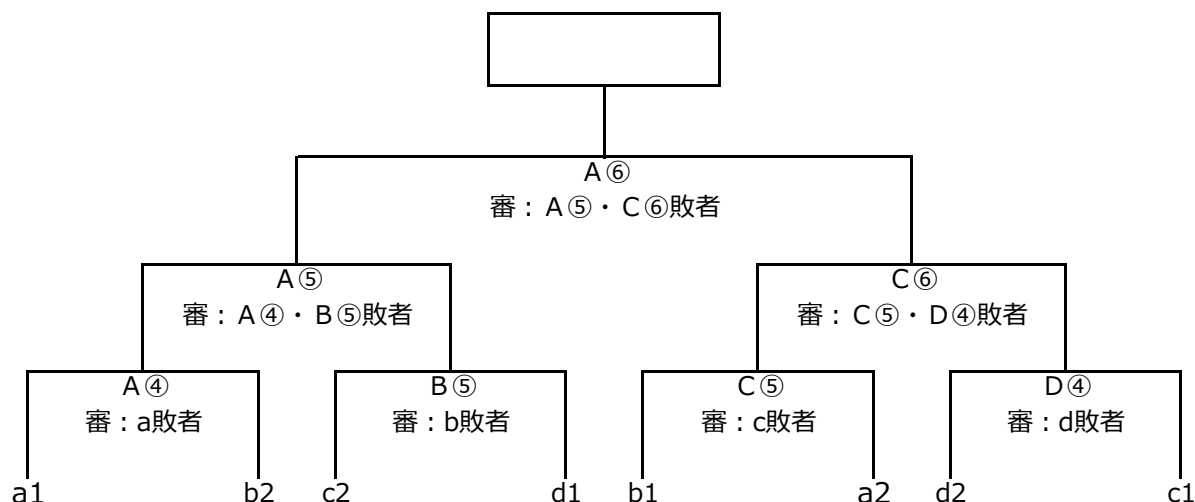 A⑥
審：A⑤・C⑥敗者
A⑤
審：A④・B⑤敗者
C⑥
審：C⑤・D④敗者
A④
審：a敗者
B⑤
審：b敗者
C⑤
審：c敗者
D④
審：d敗者
a1
b2
c2
d1
b1
a2
d2
c1